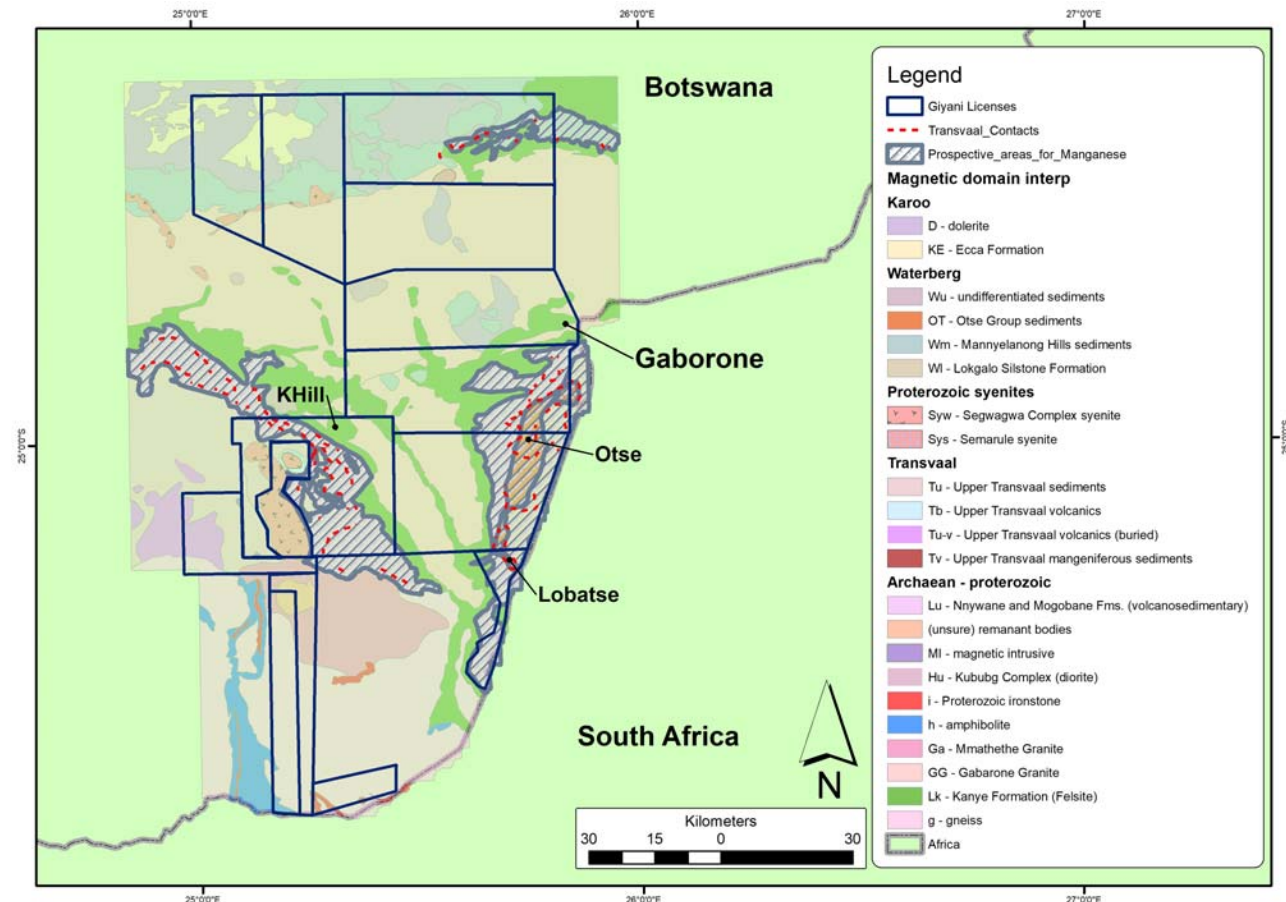 25°0'0"E
26°0'0"E
27°0'0"E
Botswana
Gaborone
KHill
Otse
Lobatse
South Africa
N
Kilometers
30 15 0 30
25°0'0"S
25°0'0"S
25°0'0"E
26°0'0"E
27°0'0"E
Legend
Giyani Licenses
Transvaal_Contacts
Prospective_areas_for_Manganese
Magnetic domain interp
Karoo
D - dolerite
KE - Ecca Formation
Waterberg
Wu - undifferentiated sediments
OT - Otse Group sediments
Wm - Mannyelanong Hills sediments
Wl - Lokgalo Silstone Formation
Proterozoic syenites
Syw - Segwagwa Complex syenite
Sys - Semarule syenite
Transvaal
Tu - Upper Transvaal sediments
Tb - Upper Transvaal volcanics
Tu-v - Upper Transvaal volcanics (buried)
Tv - Upper Transvaal mangeniferous sediments
Archaean - proterozoic
Lu - Nnywane and Mogobane Fms. (volcanosedimentary)
(unsure) remanant bodies
MI - magnetic intrusive
Hu - Kububg Complex (diorite)
i - Proterozoic ironstone
h - amphibolite
Ga - Mmathethe Granite
GG - Gabarone Granite
Lk - Kanye Formation (Felsite)
g - gneiss
Africa